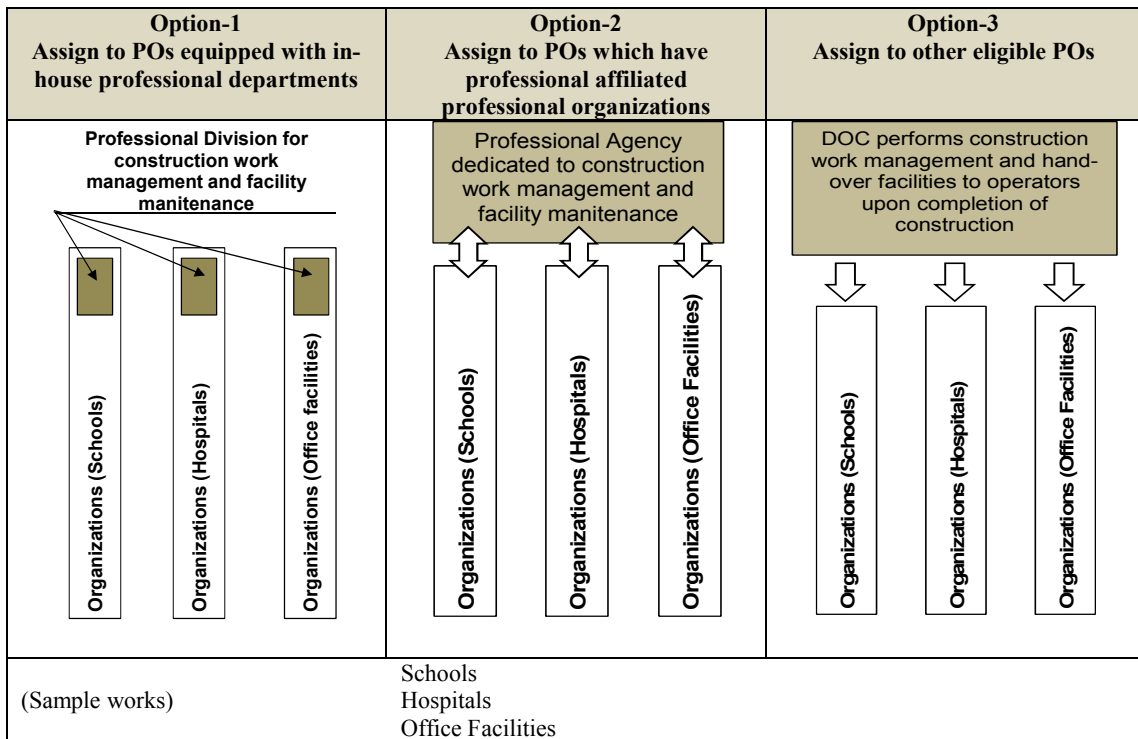 Option-1
Assign to POs equipped with in-
house professional departments
Option-2
Assign to POs which have
professional affiliated
professional organizations
Option-3
Assign to other eligible POs
Professional Division for
construction work
management and facility
manitenance
Organizations (Schools)
Organizations (Hospitals)
Organizations (Office facilities)
Professional Agency
dedicated to construction
work management and
facility manitenance
Organizations (Schools)
Organizations (Hospitals)
Organizations (Office Facilities)
DOC performs construction
work management and hand-
over facilities to operators
upon completion of
construction
Organizations (Schools)
Organizations (Hospitals)
Organizations (Office Facilities)
(Sample works)
Schools
Hospitals
Office Facilities